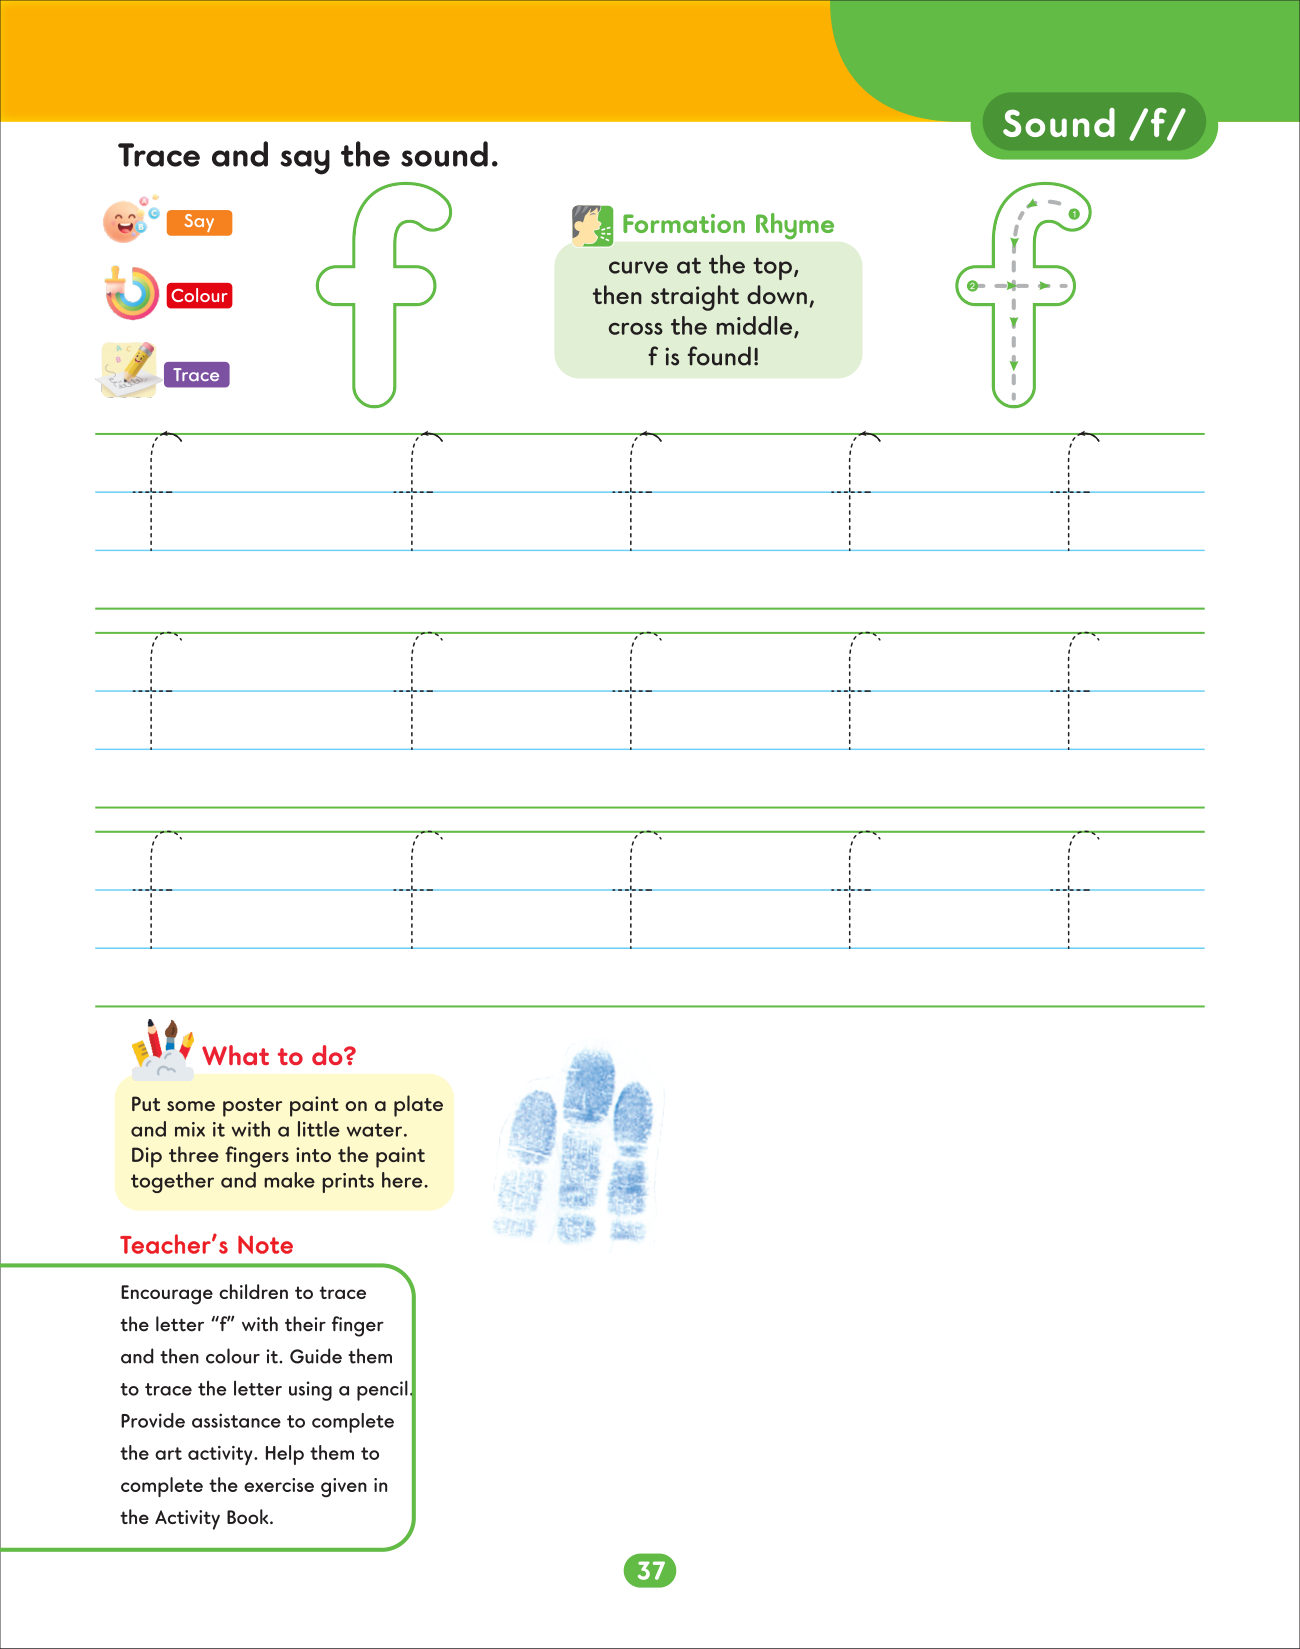 Sound /f/
Trace and say the sound.
Say
Colour
Trace
f
Formation Rhyme
curve at the top,
then straight down,
cross the middle,
f is found!
f
1
2
f f f f f
f f f f f
f f f f f
What to do?
Put some poster paint on a plate
and mix it with a little water.
Dip three fingers into the paint
together and make prints here.
Teacher's Note
Encourage children to trace
the letter “f” with their finger
and then colour it. Guide them
to trace the letter using a pencil.
Provide assistance to complete
the art activity. Help them to
complete the exercise given in
the Activity Book.
37